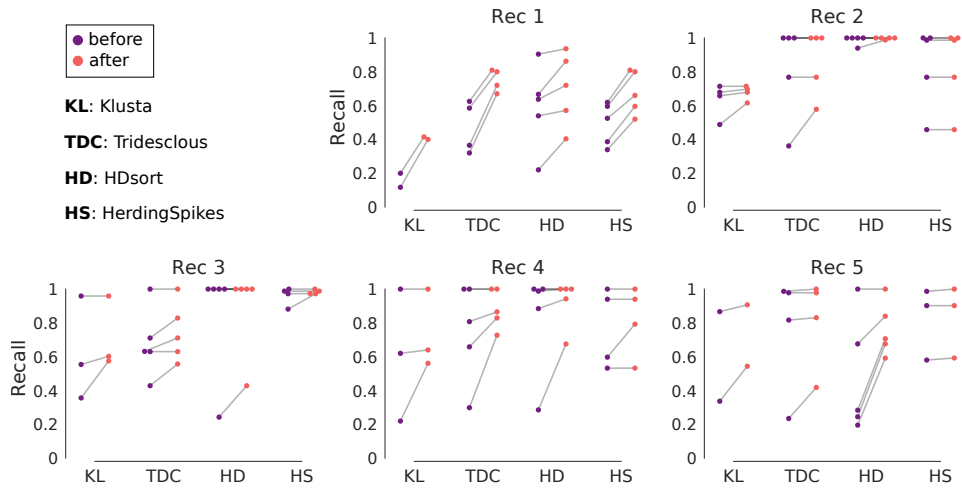 before
after
KL: Klusta
TDC: Tridesclous
HD: HDsort
HS: HerdingSpikes
Rec 1
Recall
1
0.8
0.6
0.4
0.2
0
KL TDC HD HS
Rec 2
1
0.8
0.6
0.4
0.2
0
KL TDC HD HS
Rec 3
Recall
1
0.8
0.6
0.4
0.2
0
KL TDC HD HS
Rec 4
1
0.8
0.6
0.4
0.2
0
KL TDC HD HS
Rec 5
1
0.8
0.6
0.4
0.2
0
KL TDC HD HS